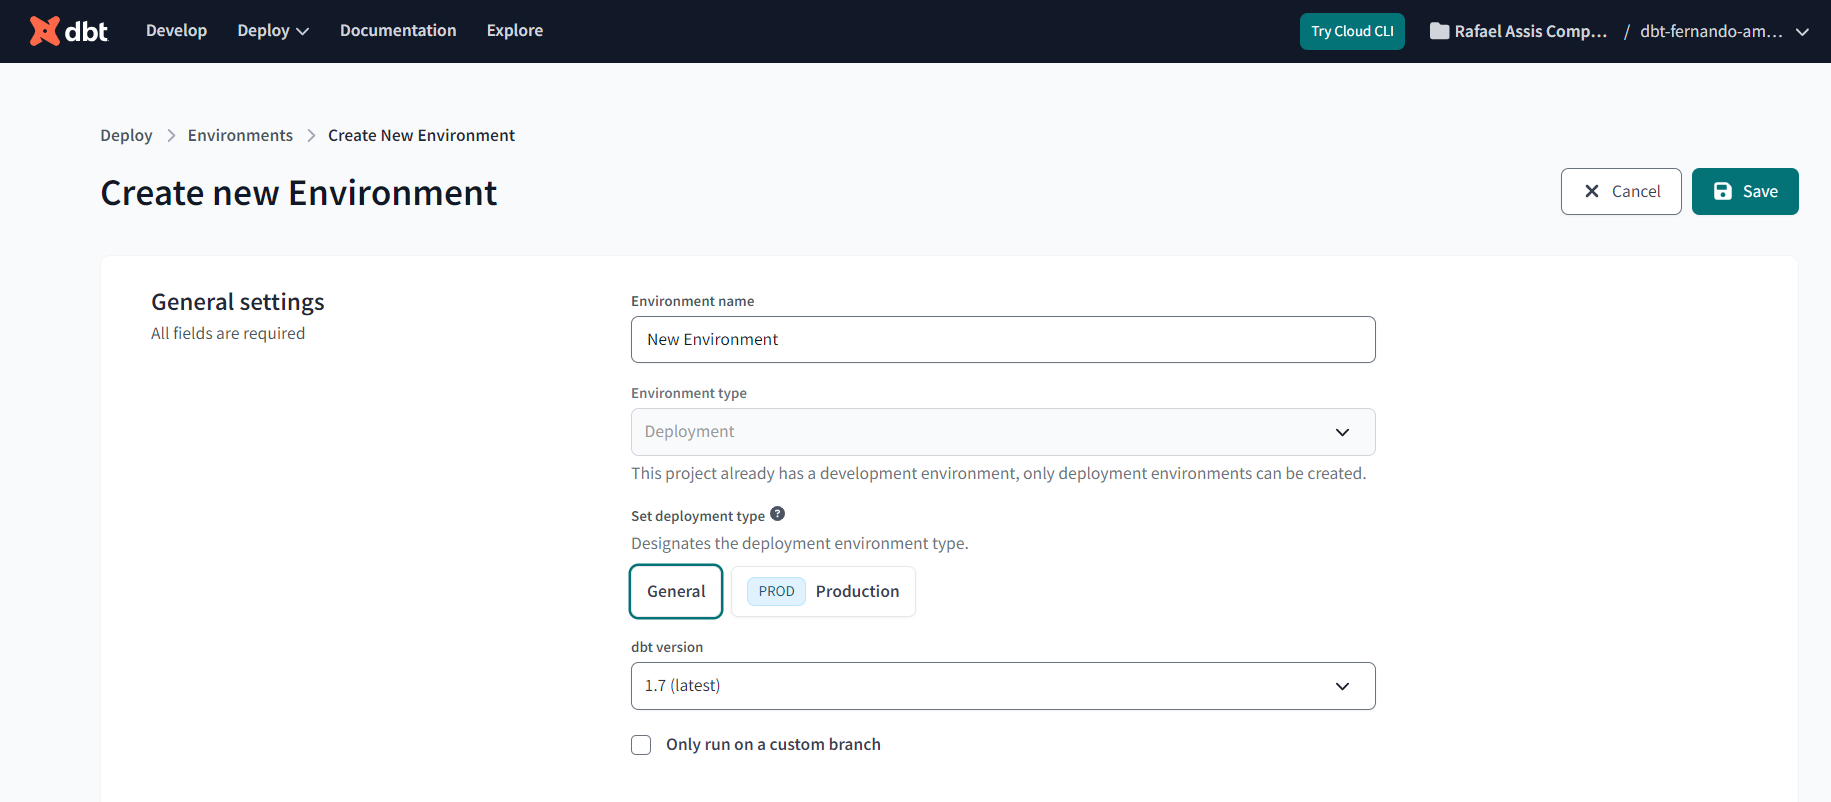 dbt Develop Deploy Documentation Explore Try Cloud CLI Rafael Assis Comp... / dbt-fernando-am...
Deploy > Environments > Create New Environment
Create new Environment
Cancel Save
General settings
All fields are required
Environment name
New Environment
Environment type
Deployment
This project already has a development environment, only deployment environments can be created.
Set deployment type ?
Designates the deployment environment type.
General PROD Production
dbt version
1.7 (latest)
Only run on a custom branch